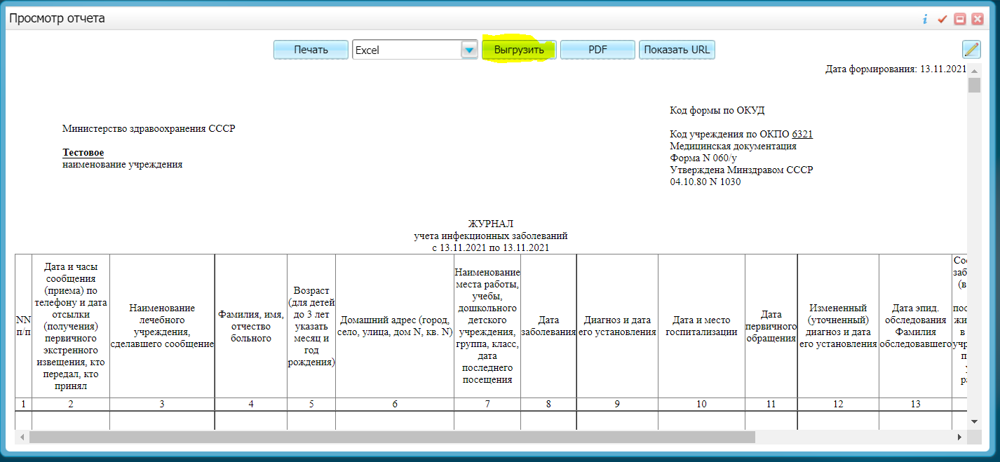 Просмотр отчета
Печать
Excel
Выгрузить
PDF
Показать URL
Дата формирования: 13.11.2021
Код формы по ОКУД
Министерство здравоохранения СССР
Код учреждения по ОКПО 6321
Тестовое
Медицинская документация
наименование учреждения
Форма N 060/у
Утверждена Минздравом СССР
04.10.80 N 1030
ЖУРНАЛ
учета инфекционных заболеваний
с 13.11.2021 по 13.11.2021
NN
п/п
Дата и часы
сообщения
(приема) по
телефону и дата
отсылки
(получения)
первичного
экстренного
извещения, кто
передал, кто
принял
Наименование
лечебного
учреждения,
сделавшего сообщение
Фамилия, имя,
отчество
больного
Возраст
(для детей
до 3 лет
указать
месяц и
год
рождения)
Домашний адрес (город,
село, улица, дом N, кв. N)
Наименование
места работы,
учебы,
дошкольного
детского
учреждения,
группа, класс,
дата
последнего
посещения
Дата
заболевания
Диагноз и дата
его установления
Дата и место
госпитализации
Дата
первичного
обращения
Измененный
(уточненный)
диагноз и дата
его установления
Дата эпид.
обследования
Фамилия
обследовавшего
1 2 3 4 5 6 7 8 9 10 11 12 13